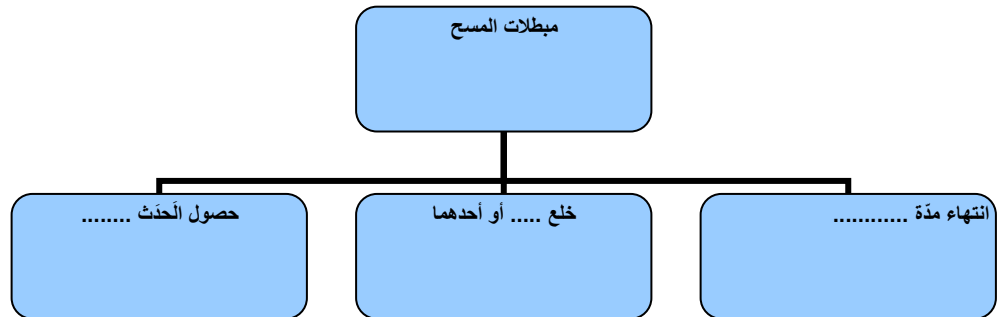 مبطلات المسح
انتهاء مدّة ............
خلع ..... أو أحدهما
حصول الَحدَث ........